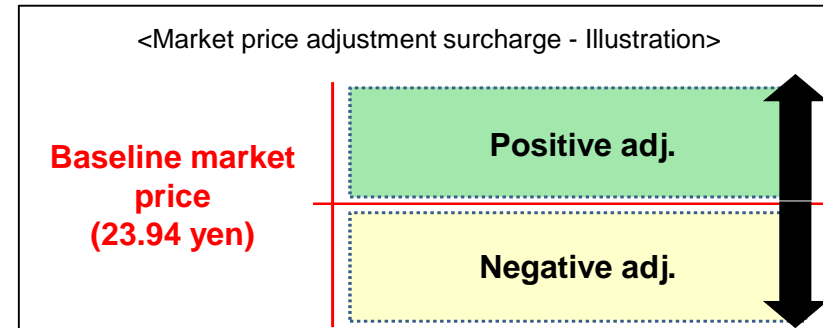 <Market price adjustment surcharge - Illustration>
Positive adj.
Baseline market
price
(23.94 yen)
Negative adj.